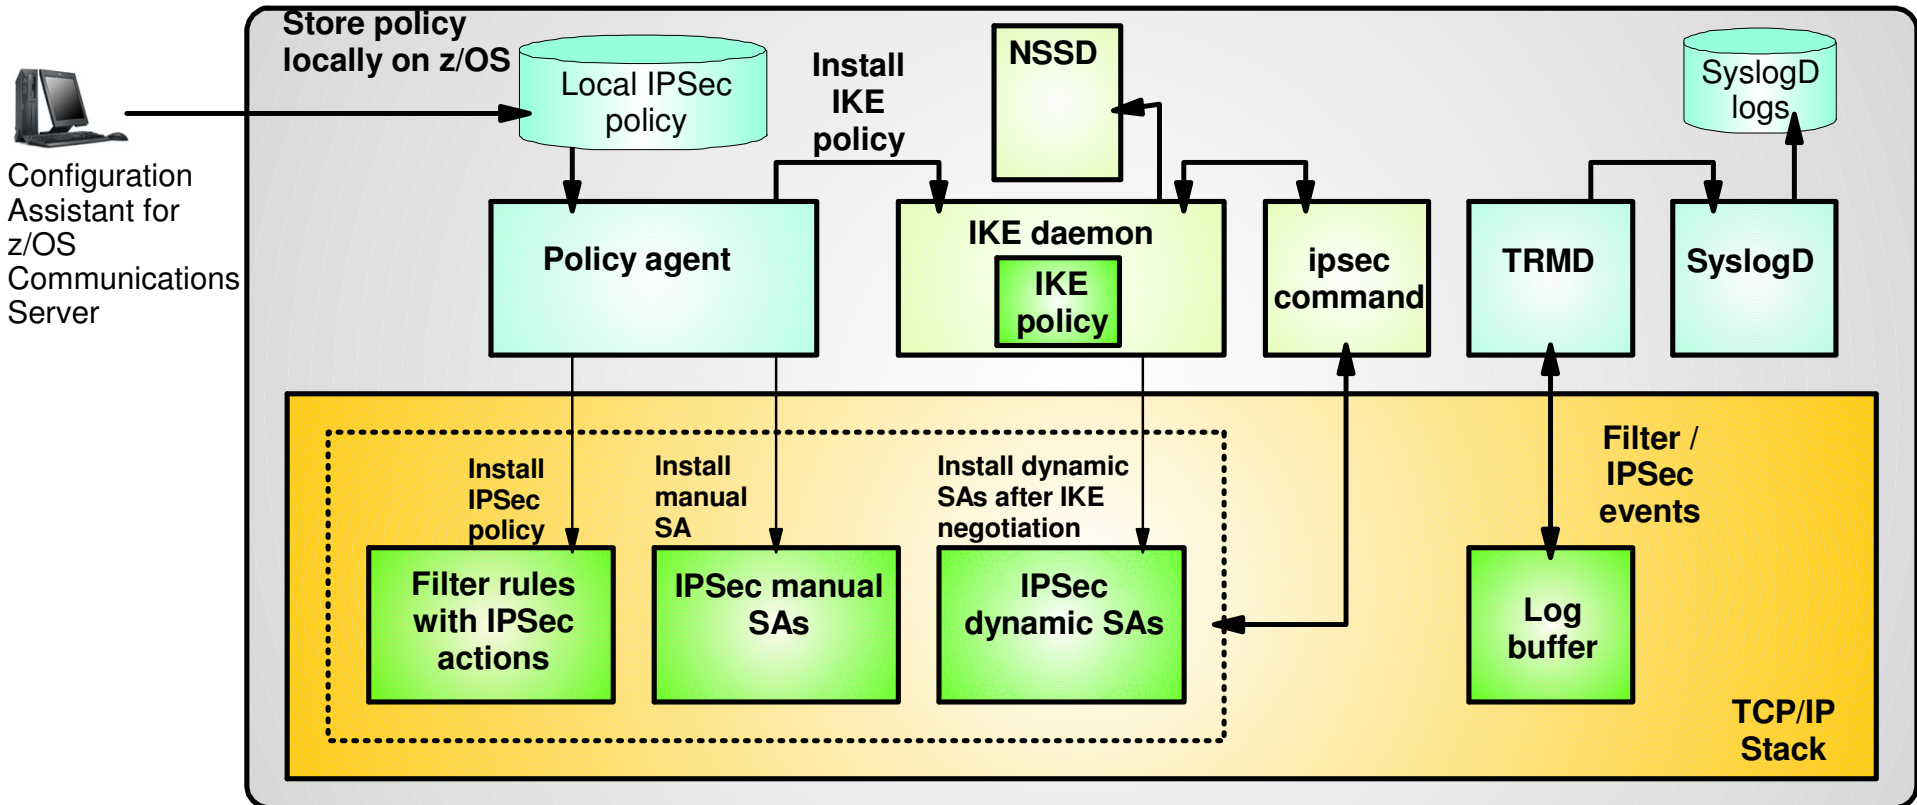 Store policy
locally on z/OS
Local IPSec
policy
Install
IKE
policy
NSSD
SyslogD
logs
Configuration
Assistant for
z/OS
Communications
Server
Policy agent
IKE daemon
IKE
policy
ipsec
command
TRMD
SyslogD
Install
IPSec
policy
Install
manual
SA
Install dynamic
SAs after IKE
negotiation
Filter /
IPSec
events
Filter rules
with IPSec
actions
IPSec manual
SAs
IPSec
dynamic SAs
Log
buffer
TCP/IP
Stack